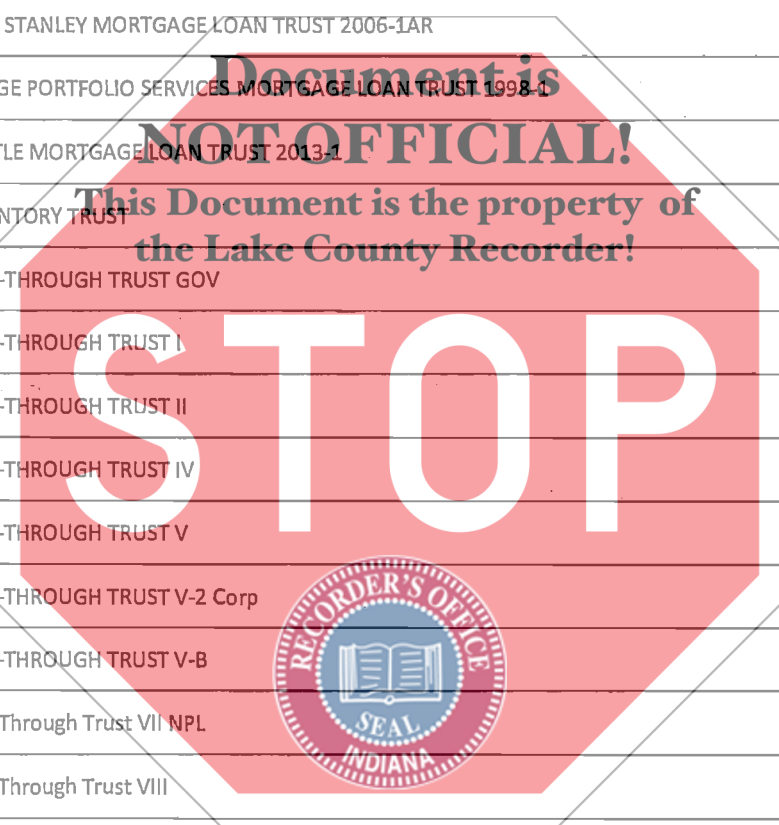 STANLEY MORTGAGE LOAN TRUST 2006-1AR
Document is
GE PORTFOLIO SERVICES MORTGAGE LOAN TRUST 1998-1
NOT OFFICIAL!
TLE MORTGAGE LOAN TRUST 2013-1
This Document is the property of
NTORY TRUST
the Lake County Recorder!
-THROUGH TRUST GOV
-THROUGH TRUST I
STOP
-THROUGH TRUST II
-THROUGH TRUST IV
-THROUGH TRUST V
-THROUGH TRUST V-2 Corp
RECORDER'S OFFICE
-THROUGH TRUST V-B
Through Trust VII NPL
SEAL
INDIANA
Through Trust VIII